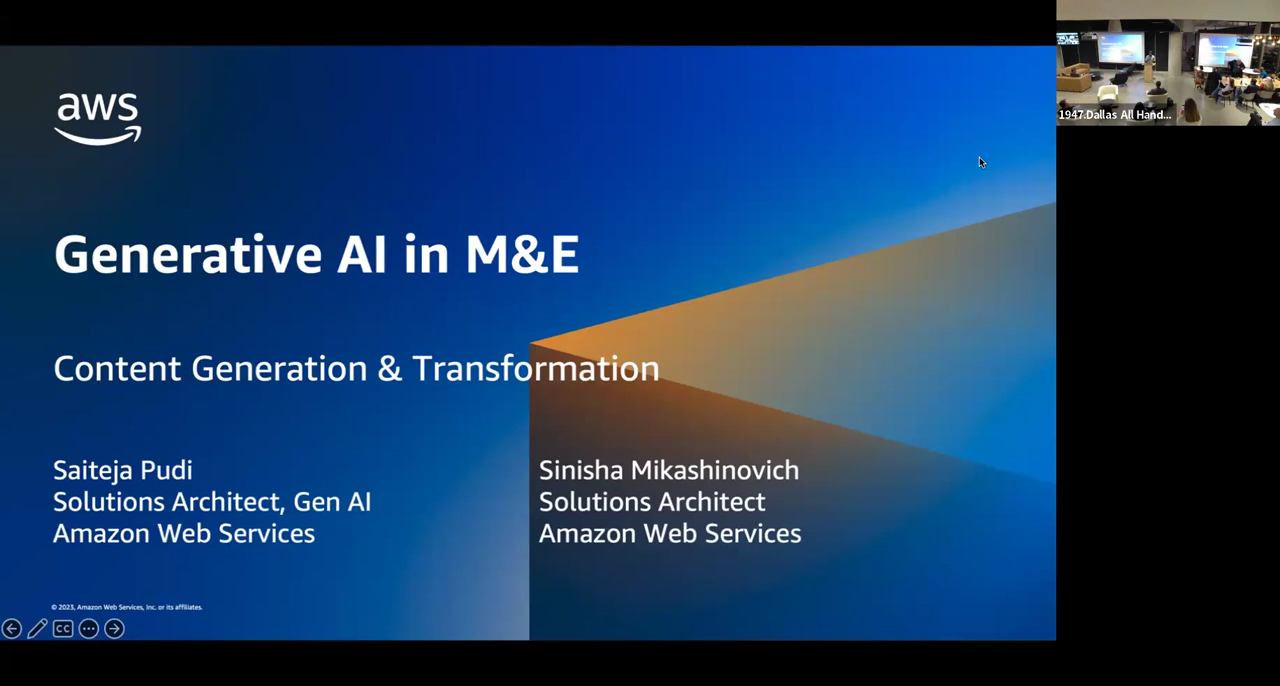 aws
Generative AI in M&E
Content Generation & Transformation
Saiteja Pudi
Solutions Architect, Gen AI
Amazon Web Services
Sinisha Mikashinovich
Solutions Architect
Amazon Web Services
© 2023, Amazon Web Services, Inc. or its affiliates.
CC
1947.Dallas All Hand...